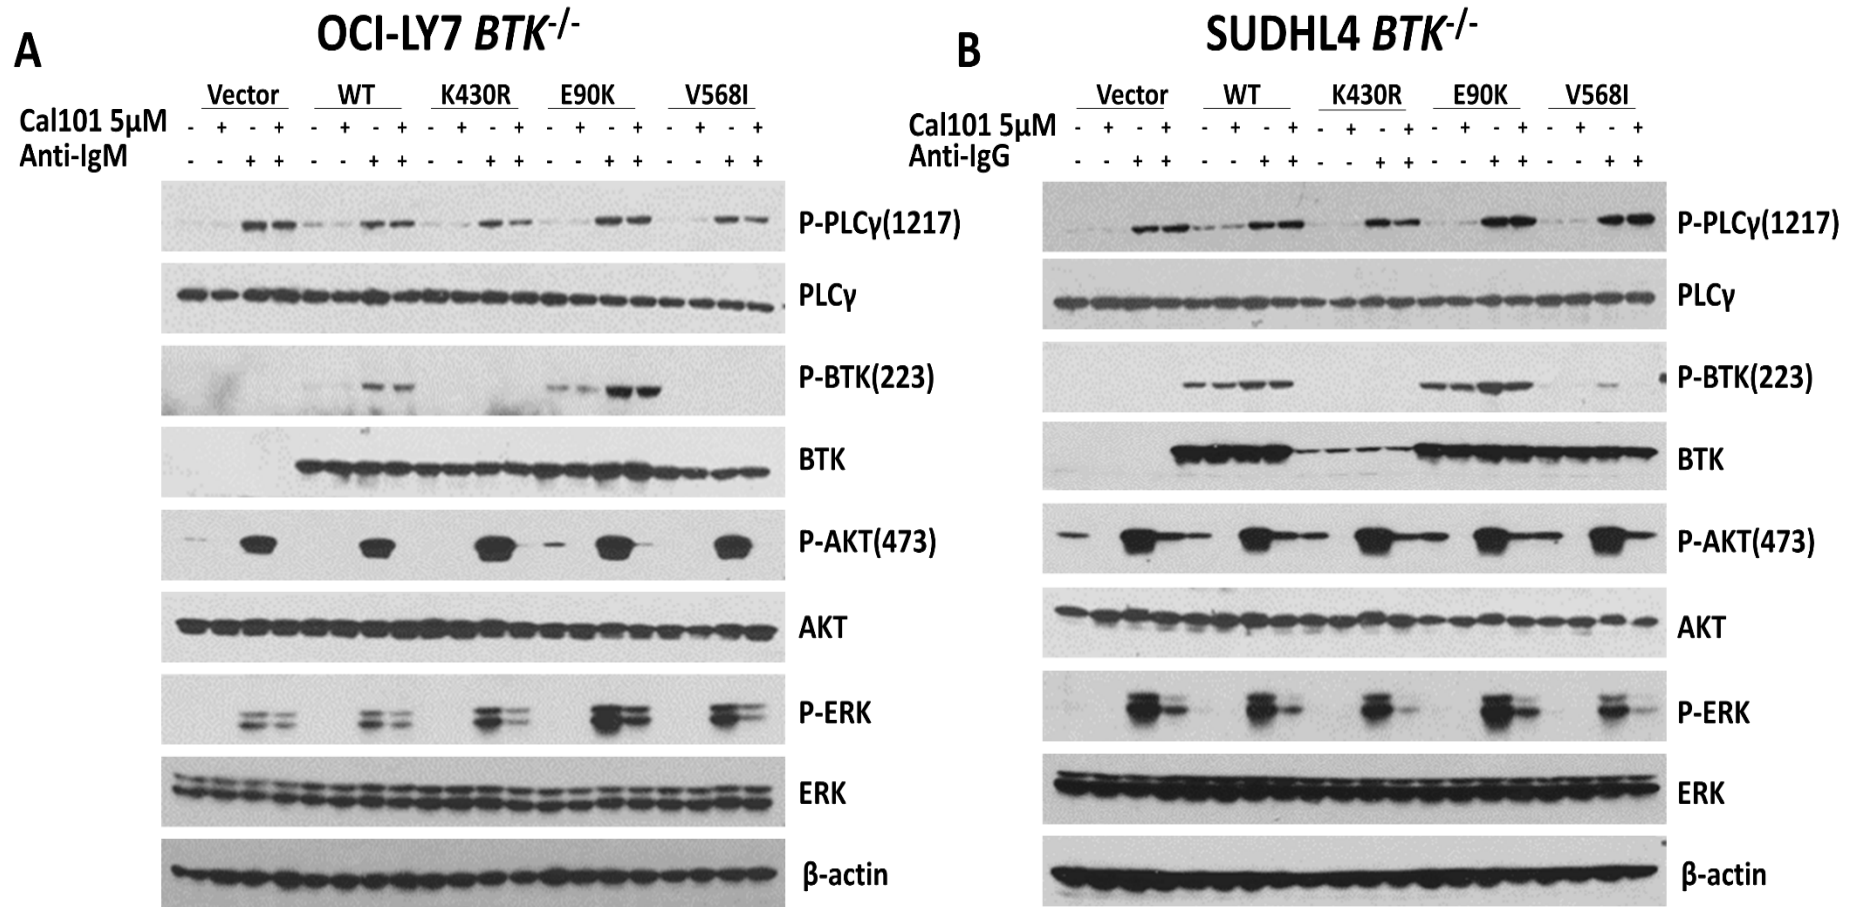 A OCI-LY7 BTK-/-
Vector WT K430R E90K V568I
Cal101 5µM - + - + - + - + - + - + - + - + - + - +
Anti-IgM - - + + - - + + - - + + - - + + - - + +
P-PLCγ(1217)
PLCγ
P-BTK(223)
BTK
P-AKT(473)
AKT
P-ERK
ERK
β-actin
B SUDHL4 BTK-/-
Vector WT K430R E90K V568I
Cal101 5µM - + - + - + - + - + - + - + - + - + - +
Anti-IgG - - + + - - + + - - + + - - + + - - + +
P-PLCγ(1217)
PLCγ
P-BTK(223)
BTK
P-AKT(473)
AKT
P-ERK
ERK
β-actin